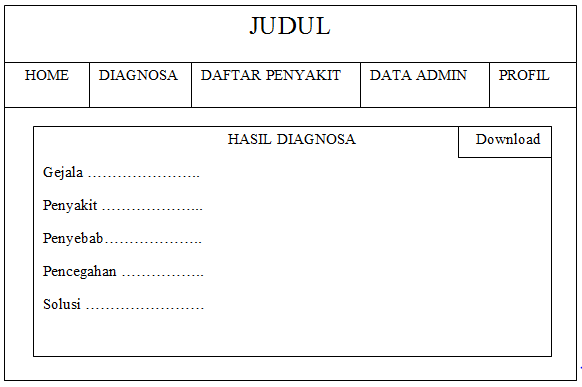 JUDUL
HOME DIAGNOSA DAFTAR PENYAKIT DATA ADMIN PROFIL
HASIL DIAGNOSA Download
Gejala …………………..
Penyakit ………………...
Penyebab………………..
Pencegahan ……………..
Solusi ……………………